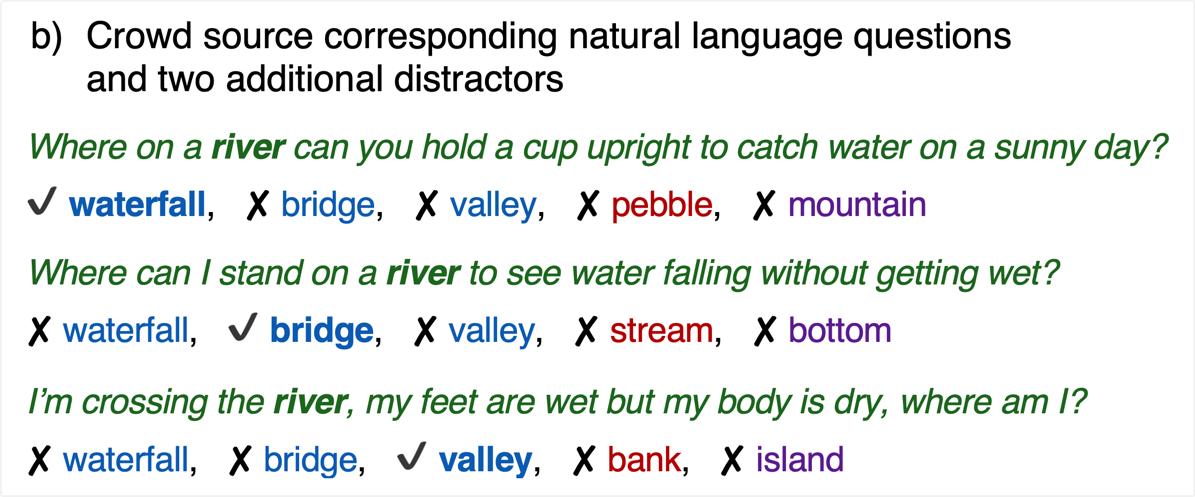 b) Crowd source corresponding natural language questions
and two additional distractors
Where on a river can you hold a cup upright to catch water on a sunny day?
✓ waterfall, ✗ bridge, ✗ valley, ✗ pebble, ✗ mountain
Where can I stand on a river to see water falling without getting wet?
✗ waterfall, ✓ bridge, ✗ valley, ✗ stream, ✗ bottom
I'm crossing the river, my feet are wet but my body is dry, where am I?
✗ waterfall, ✗ bridge, ✓ valley, ✗ bank, ✗ island